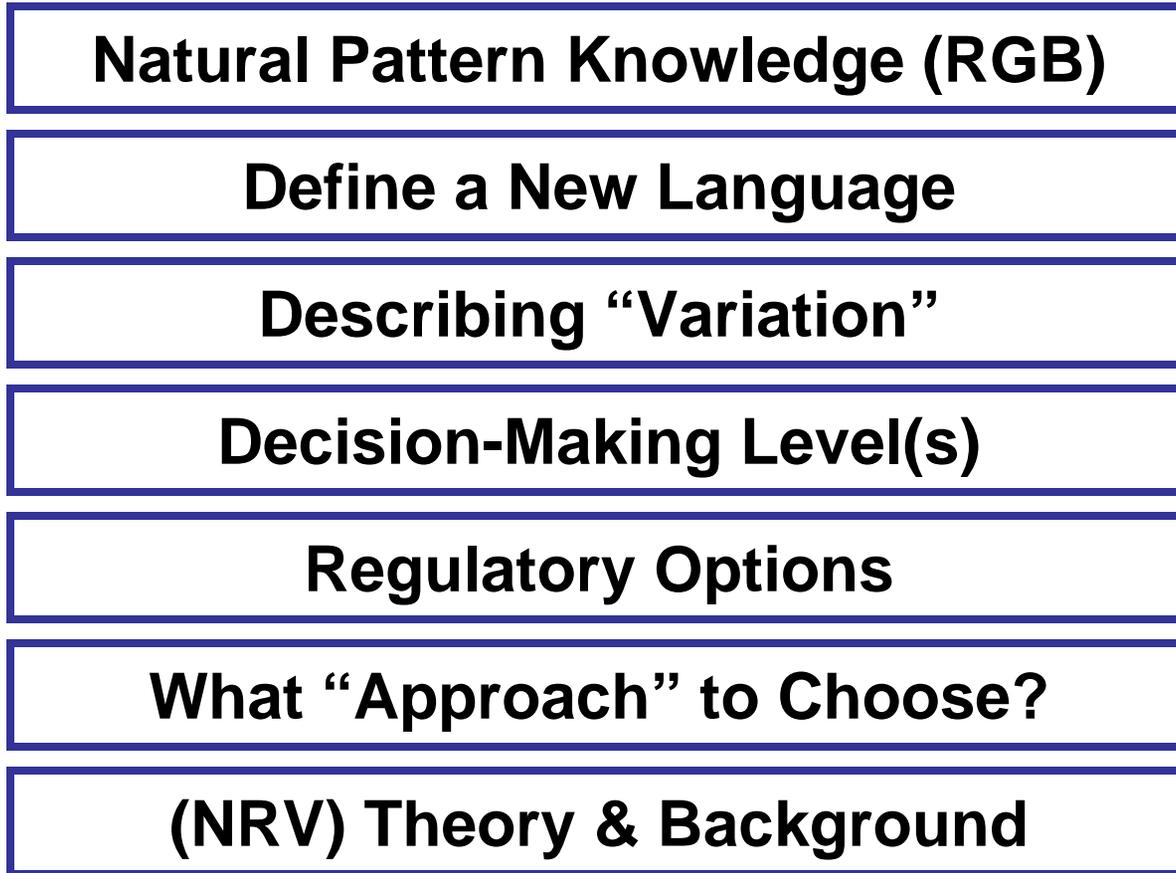 Natural Pattern Knowledge (RGB)
Define a New Language
Describing “Variation”
Decision-Making Level(s)
Regulatory Options
What “Approach” to Choose?
(NRV) Theory & Background